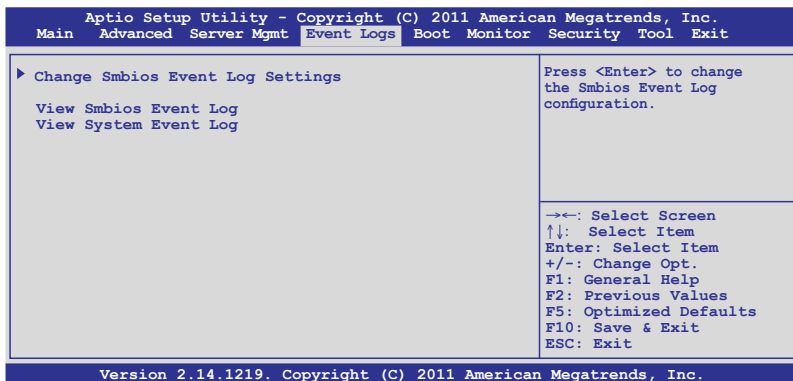 Aptio Setup Utility - Copyright (C) 2011 American Megatrends, Inc.
Main Advanced Server Mgmt Event Logs Boot Monitor Security Tool Exit
Change Smbios Event Log Settings
View Smbios Event Log
View System Event Log
Press <Enter> to change
the Smbios Event Log
configuration.
→←: Select Screen
↑↓: Select Item
Enter: Select Item
+/-: Change Opt.
F1: General Help
F2: Previous Values
F5: Optimized Defaults
F10: Save & Exit
ESC: Exit
Version 2.14.1219. Copyright (C) 2011 American Megatrends, Inc.